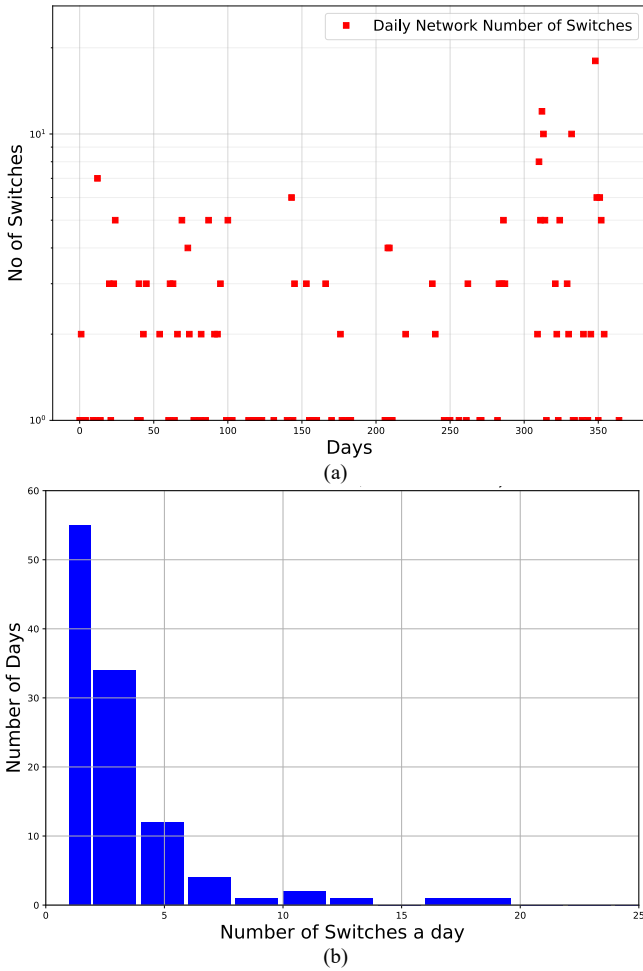 Daily Network Number of Switches
No of Switches
10¹
10⁰
0 50 100 150 200 250 300 350
Days
(a)
Number of Days
60
50
40
30
20
10
0
0 5 10 15 20 25
Number of Switches a day
(b)